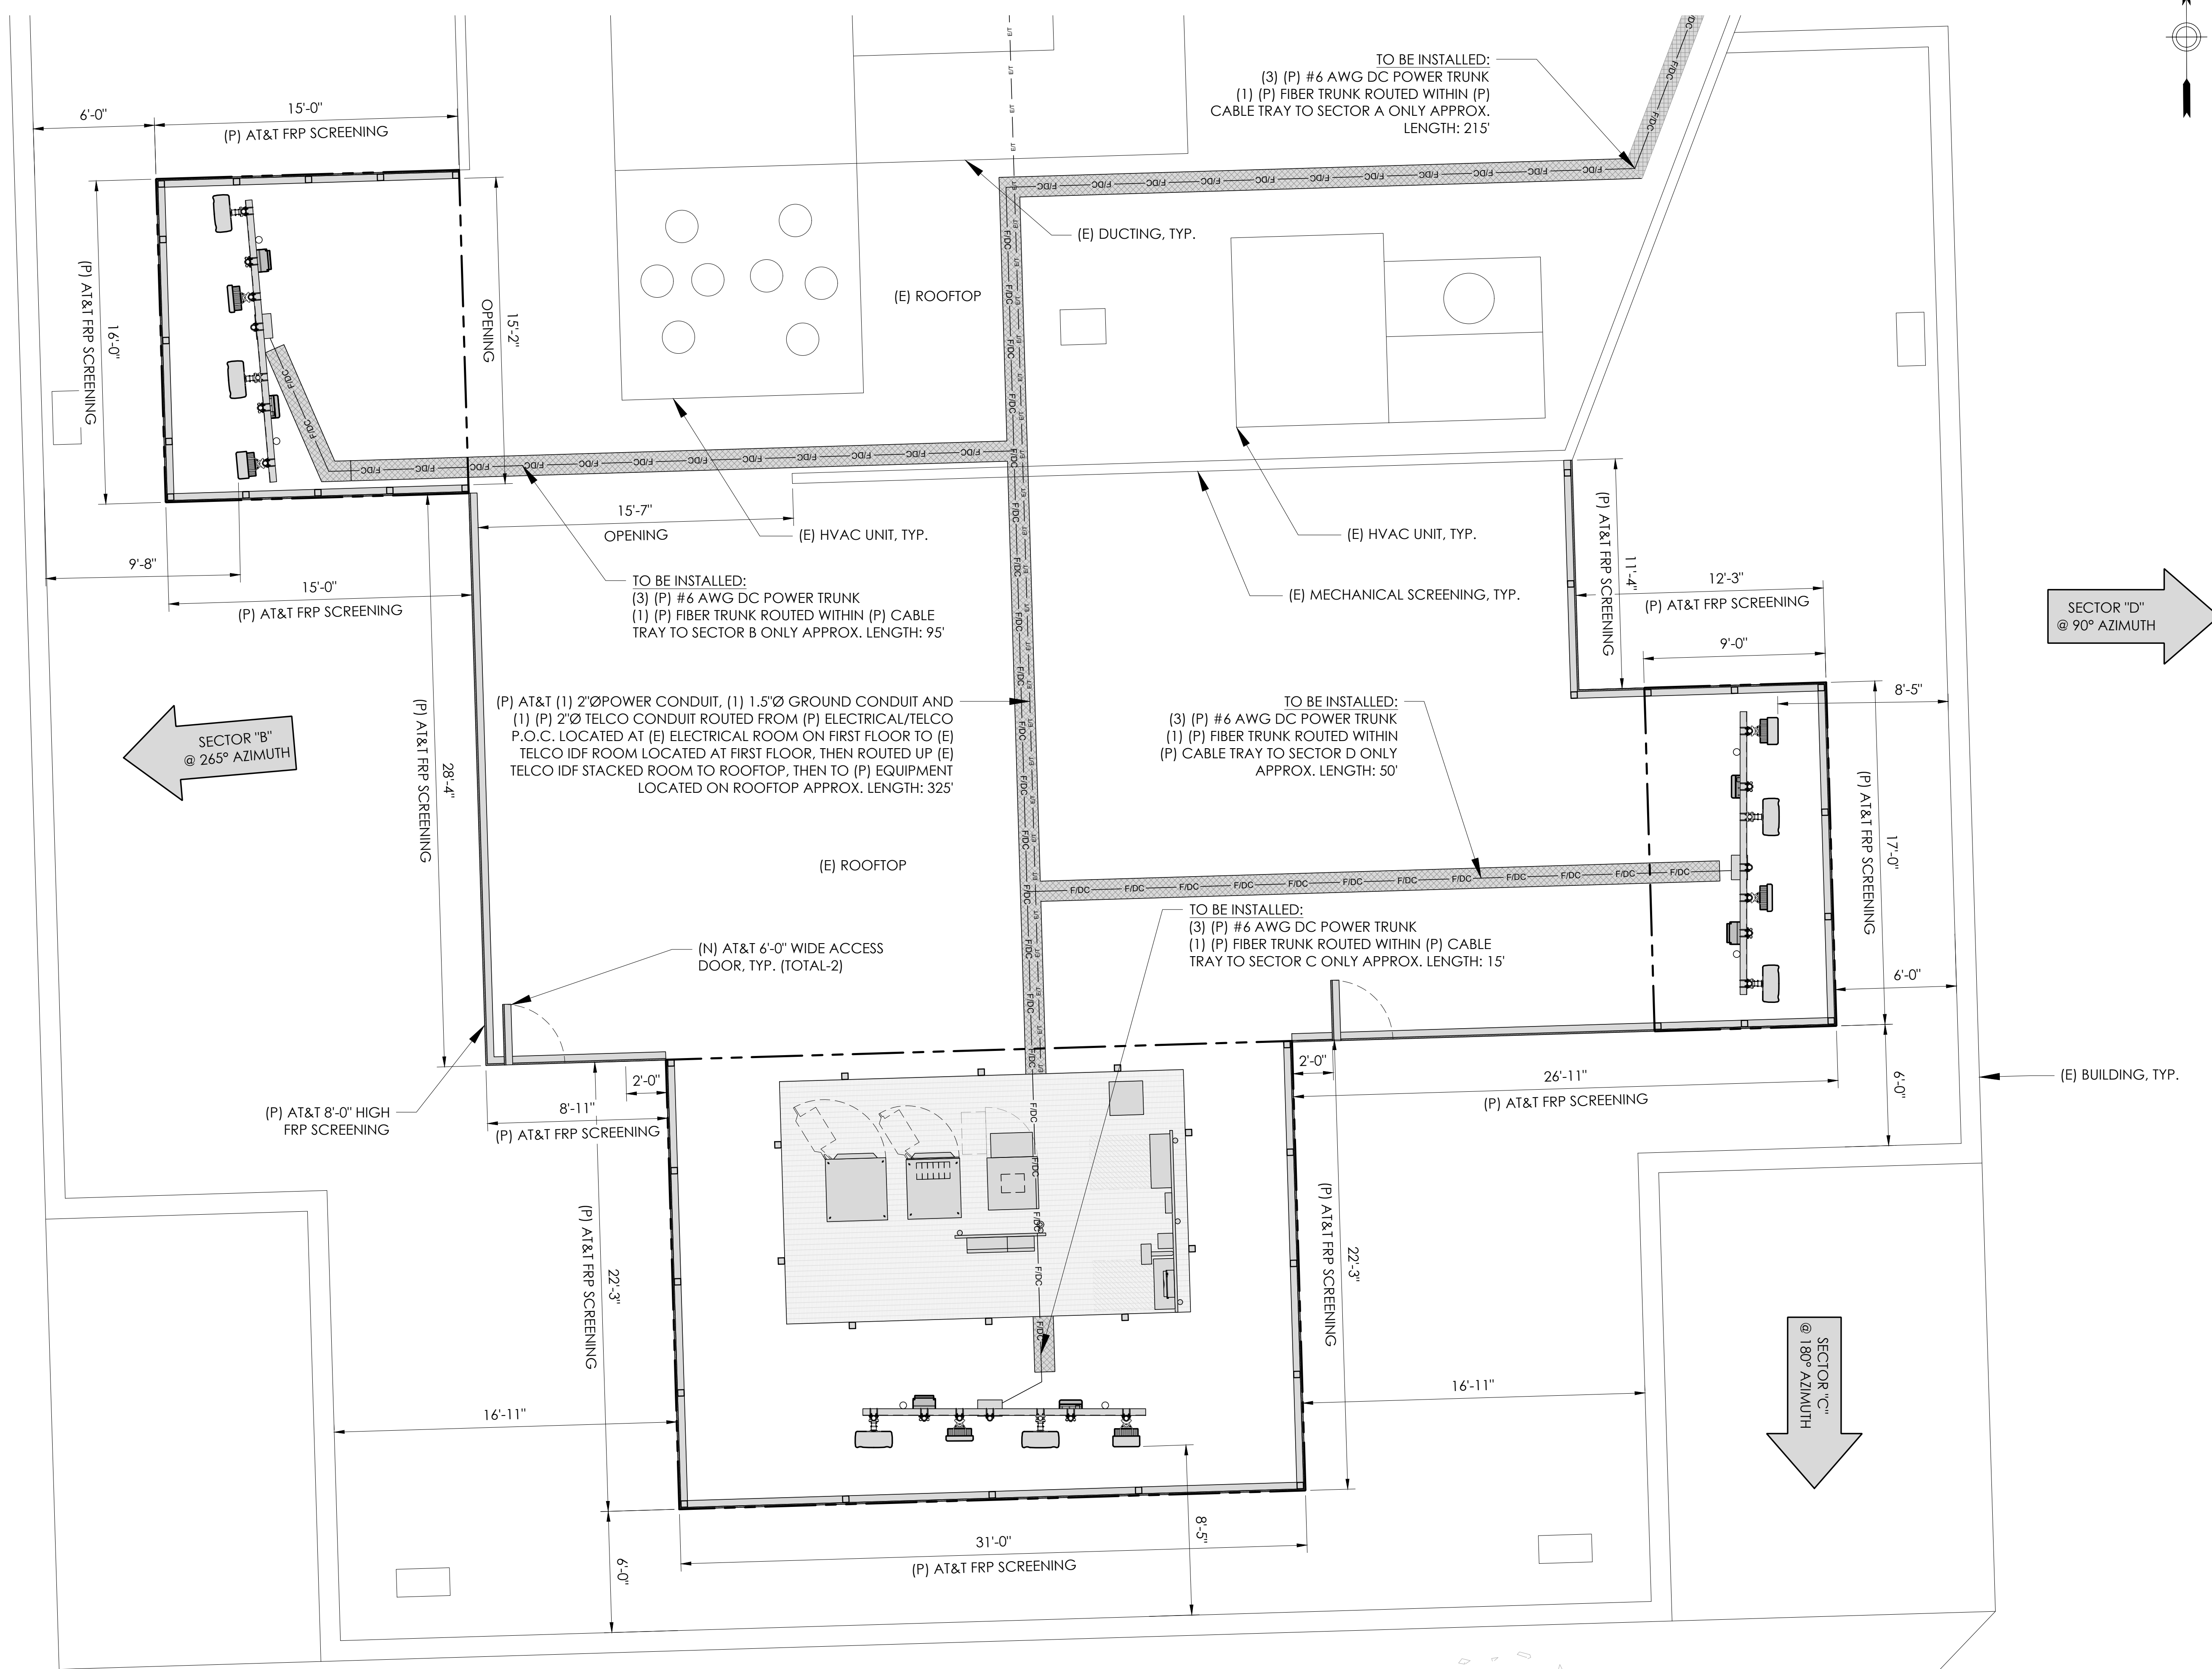 TO BE INSTALLED:
(3) (P) #6 AWG DC POWER TRUNK
(1) (P) FIBER TRUNK ROUTED WITHIN (P)
CABLE TRAY TO SECTOR A ONLY APPROX.
LENGTH: 215'
6'-0"
15'-0"
(P) AT&T FRP SCREENING
(P) AT&T FRP SCREENING
16'-0"
OPENING
15'-2"
(E) DUCTING, TYP.
(E) ROOFTOP
15'-7"
OPENING
(E) HVAC UNIT, TYP.
(E) HVAC UNIT, TYP.
(E) MECHANICAL SCREENING, TYP.
9'-8"
15'-0"
(P) AT&T FRP SCREENING
TO BE INSTALLED:
(3) (P) #6 AWG DC POWER TRUNK
(1) (P) FIBER TRUNK ROUTED WITHIN (P) CABLE
TRAY TO SECTOR B ONLY APPROX. LENGTH: 95'
(P) AT&T FRP SCREENING
11'-4"
12'-3"
(P) AT&T FRP SCREENING
9'-0"
8'-5"
SECTOR "D"
@ 90° AZIMUTH
SECTOR "B"
@ 265° AZIMUTH
(P) AT&T FRP SCREENING
28'-4"
(P) AT&T (1) 2"ØPOWER CONDUIT, (1) 1.5"Ø GROUND CONDUIT AND
(1) (P) 2"Ø TELCO CONDUIT ROUTED FROM (P) ELECTRICAL/TELCO
P.O.C. LOCATED AT (E) ELECTRICAL ROOM ON FIRST FLOOR TO (E)
TELCO IDF ROOM LOCATED AT FIRST FLOOR, THEN ROUTED UP (E)
TELCO IDF STACKED ROOM TO ROOFTOP, THEN TO (P) EQUIPMENT
LOCATED ON ROOFTOP APPROX. LENGTH: 325'
TO BE INSTALLED:
(3) (P) #6 AWG DC POWER TRUNK
(1) (P) FIBER TRUNK ROUTED WITHIN
(P) CABLE TRAY TO SECTOR D ONLY
APPROX. LENGTH: 50'
(P) AT&T FRP SCREENING
17'-0"
(E) ROOFTOP
TO BE INSTALLED:
(3) (P) #6 AWG DC POWER TRUNK
(1) (P) FIBER TRUNK ROUTED WITHIN (P) CABLE
TRAY TO SECTOR C ONLY APPROX. LENGTH: 15'
(N) AT&T 6'-0" WIDE ACCESS
DOOR, TYP. (TOTAL-2)
6'-0"
6'-0"
(E) BUILDING, TYP.
(P) AT&T 8'-0" HIGH
FRP SCREENING
2'-0"
8'-11"
(P) AT&T FRP SCREENING
2'-0"
26'-11"
(P) AT&T FRP SCREENING
(P) AT&T FRP SCREENING
22'-3"
(P) AT&T FRP SCREENING
22'-3"
16'-11"
16'-11"
SECTOR "C"
@ 180° AZIMUTH
31'-0"
(P) AT&T FRP SCREENING
6'-0"
8'-5"
F/DC
E/T